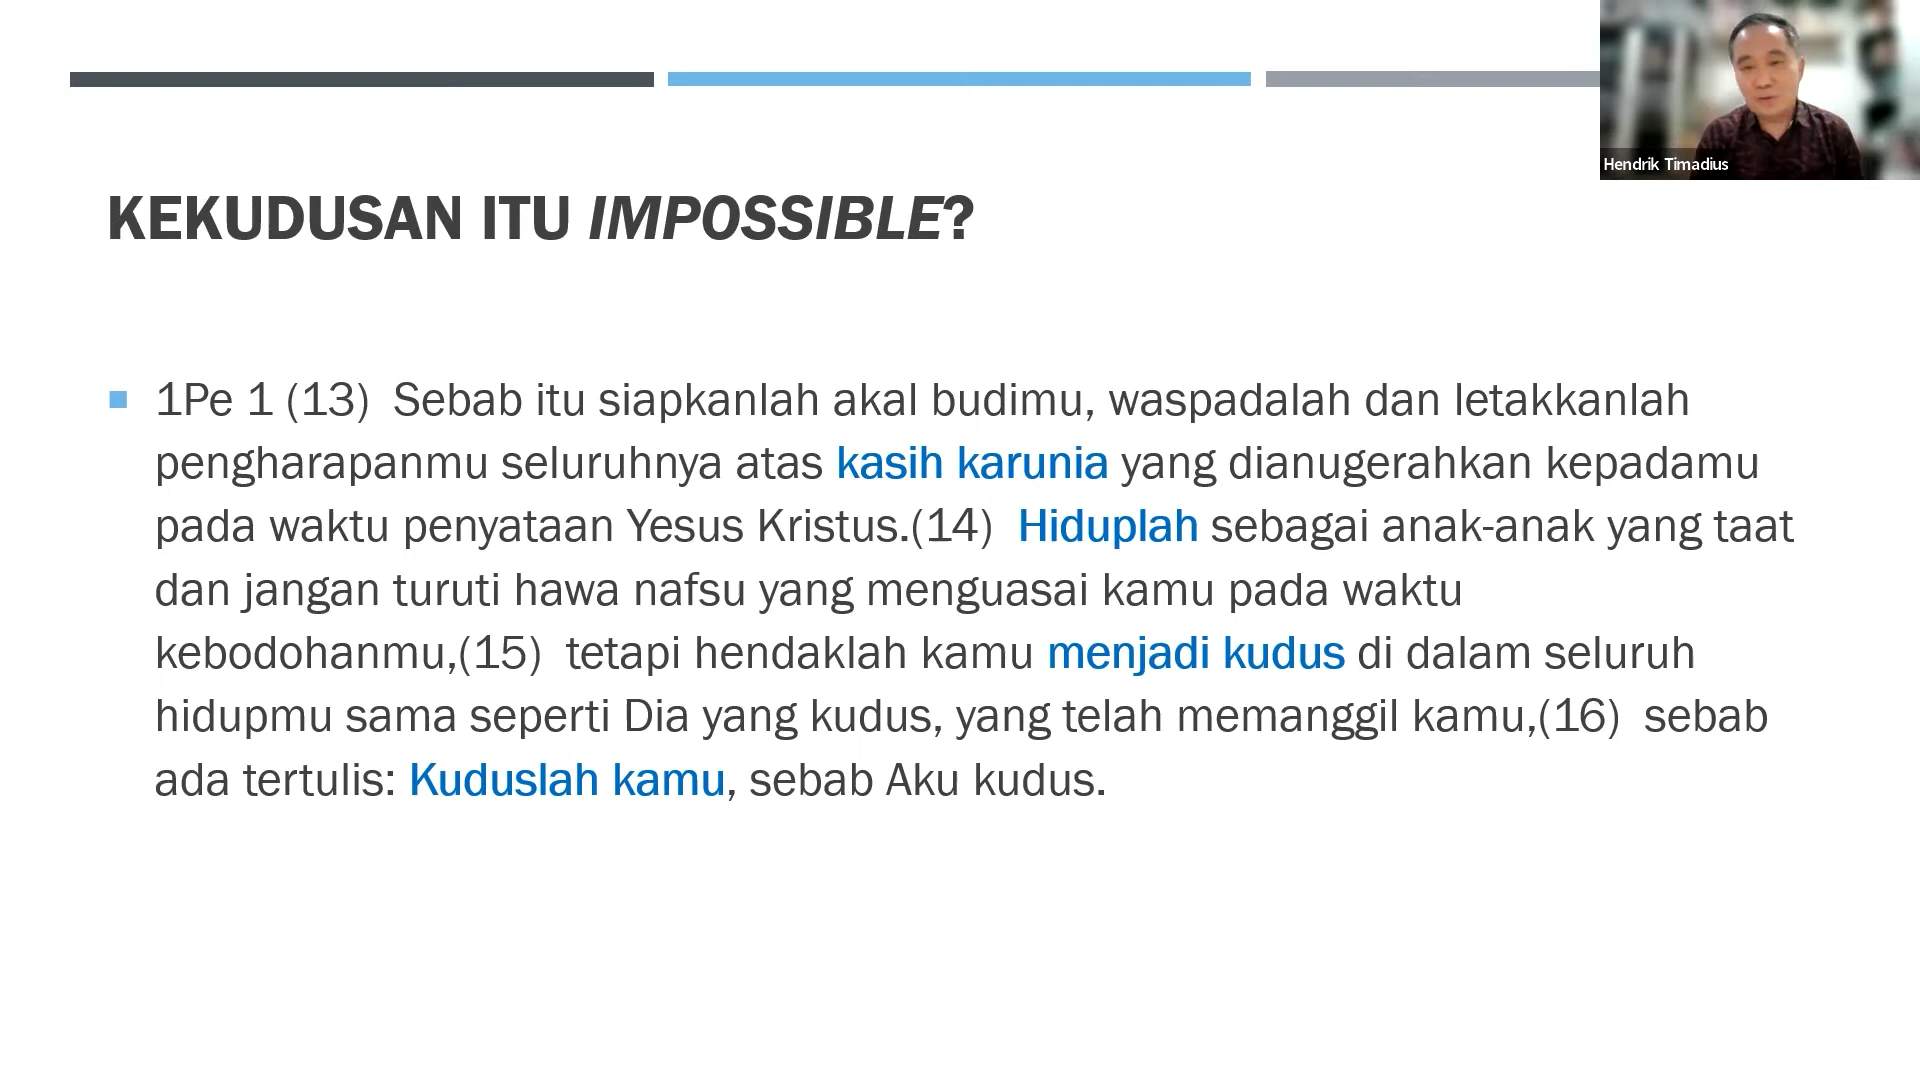 Hendrik Timadius
KEKUDUSAN ITU IMPOSSIBLE?
1Pe 1 (13)  Sebab itu siapkanlah akal budimu, waspadalah dan letakkanlah
pengharapanmu seluruhnya atas kasih karunia yang dianugerahkan kepadamu
pada waktu penyataan Yesus Kristus.(14)  Hiduplah sebagai anak-anak yang taat
dan jangan turuti hawa nafsu yang menguasai kamu pada waktu
kebodohanmu,(15)  tetapi hendaklah kamu menjadi kudus di dalam seluruh
hidupmu sama seperti Dia yang kudus, yang telah memanggil kamu,(16)  sebab
ada tertulis: Kuduslah kamu, sebab Aku kudus.